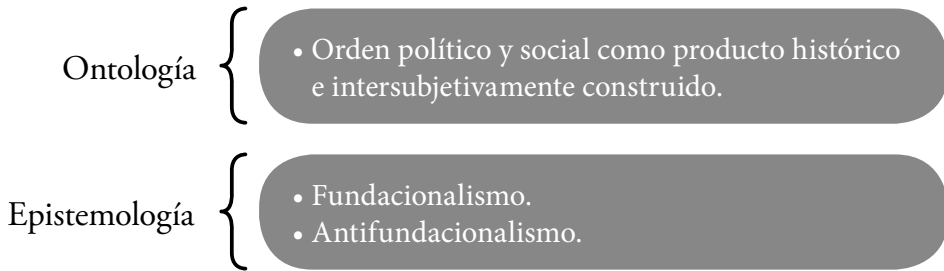 Ontología
• Orden político y social como producto histórico
e intersubjetivamente construido.
Epistemología
• Fundacionalismo.
• Antifundacionalismo.